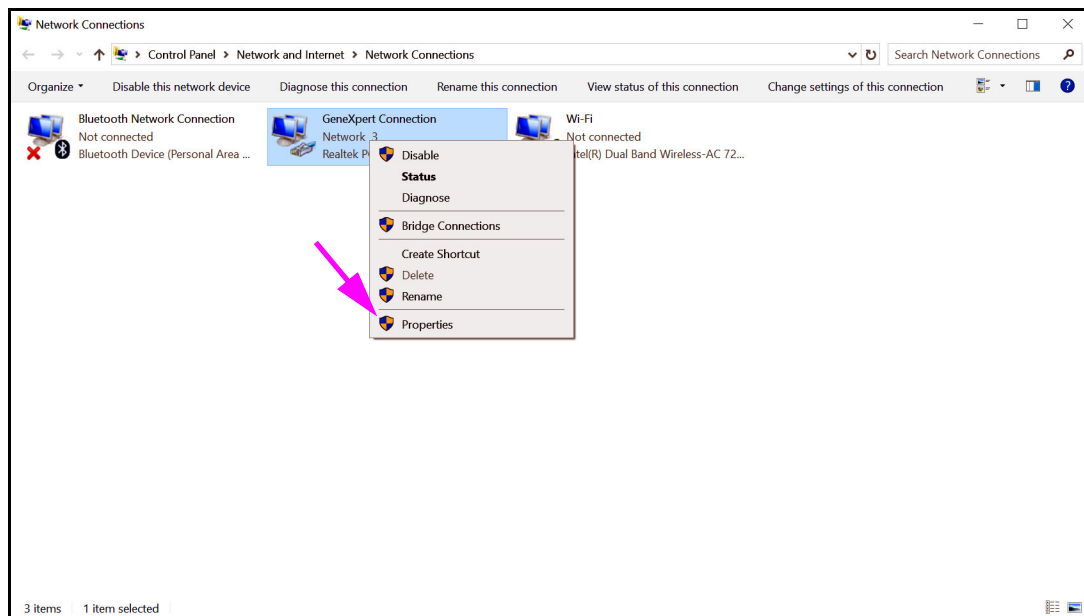 Network Connections
Control Panel > Network and Internet > Network Connections
Search Network Connections
Organize
Disable this network device
Diagnose this connection
Rename this connection
View status of this connection
Change settings of this connection
?
Bluetooth Network Connection
Not connected
Bluetooth Device (Personal Area ...
GeneXpert Connection
Network 3
Realtek
Wi-Fi
Not connected
Dual Band Wireless-AC 72...
Disable
Status
Diagnose
Bridge Connections
Create Shortcut
Delete
Rename
Properties
3 items
1 item selected